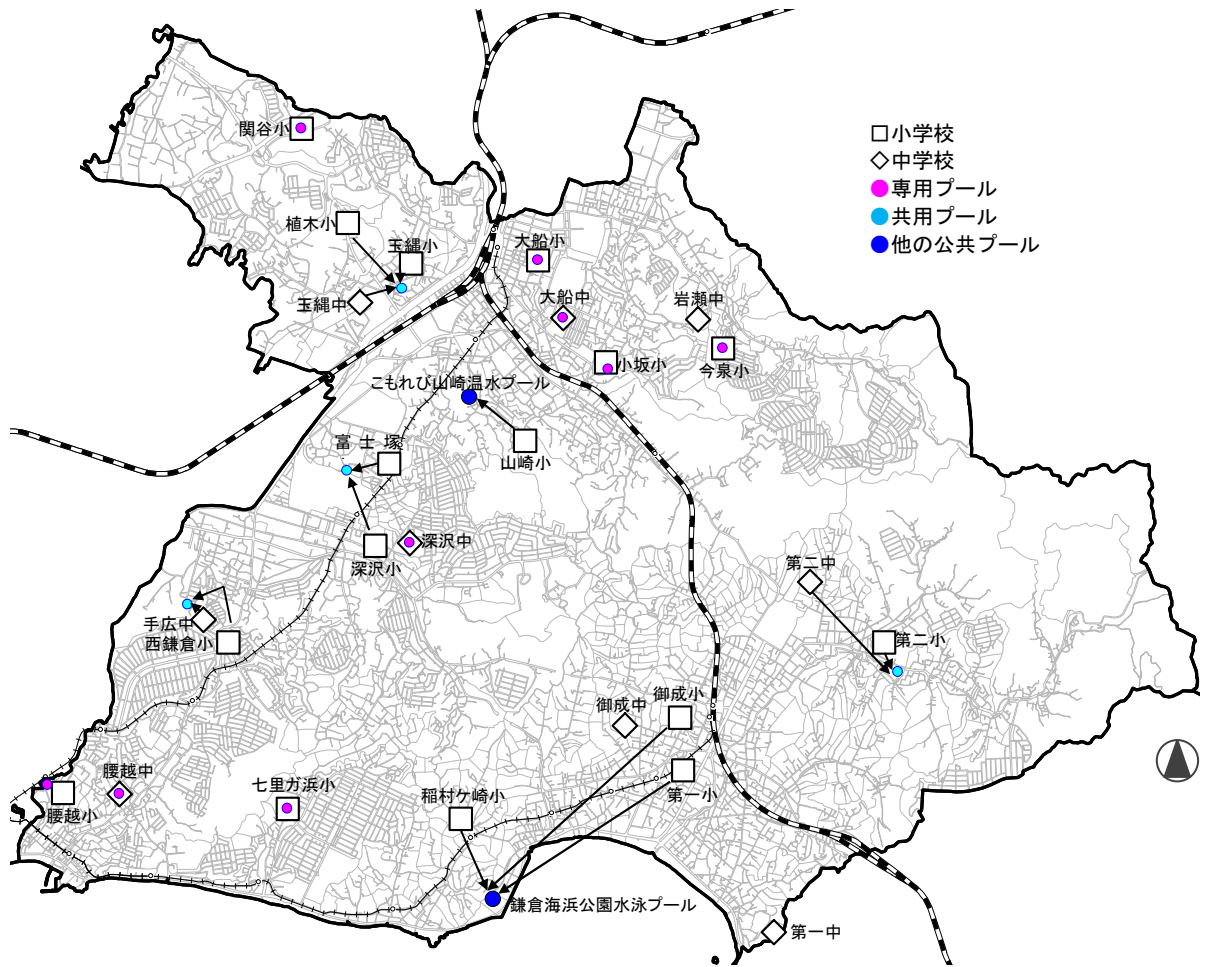 関谷小
□小学校
◇中学校
●専用プール
●共用プール
●他の公共プール
植木小
玉縄小
大船小
玉縄中
大船中
岩瀬中
小坂小
今泉小
こもれび山崎温水プール
富士塚
山崎小
深沢中
深沢小
第二中
手広中
西鎌倉小
第二小
御成中
御成小
腰越中
七里ガ浜小
稲村ケ崎小
第一小
腰越小
鎌倉海浜公園水泳プール
第一中